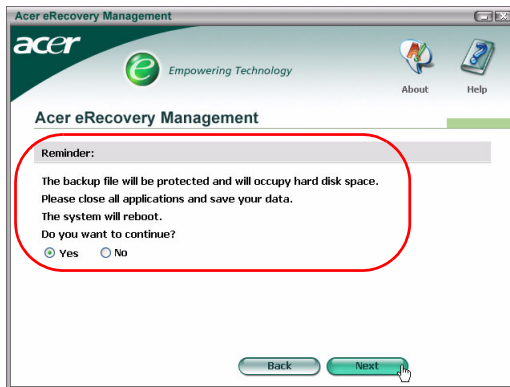 Acer eRecovery Management
acer
e Empowering Technology
About
Help
Acer eRecovery Management
Reminder:
The backup file will be protected and will occupy hard disk space.
Please close all applications and save your data.
The system will reboot.
Do you want to continue?
Yes No
Back Next